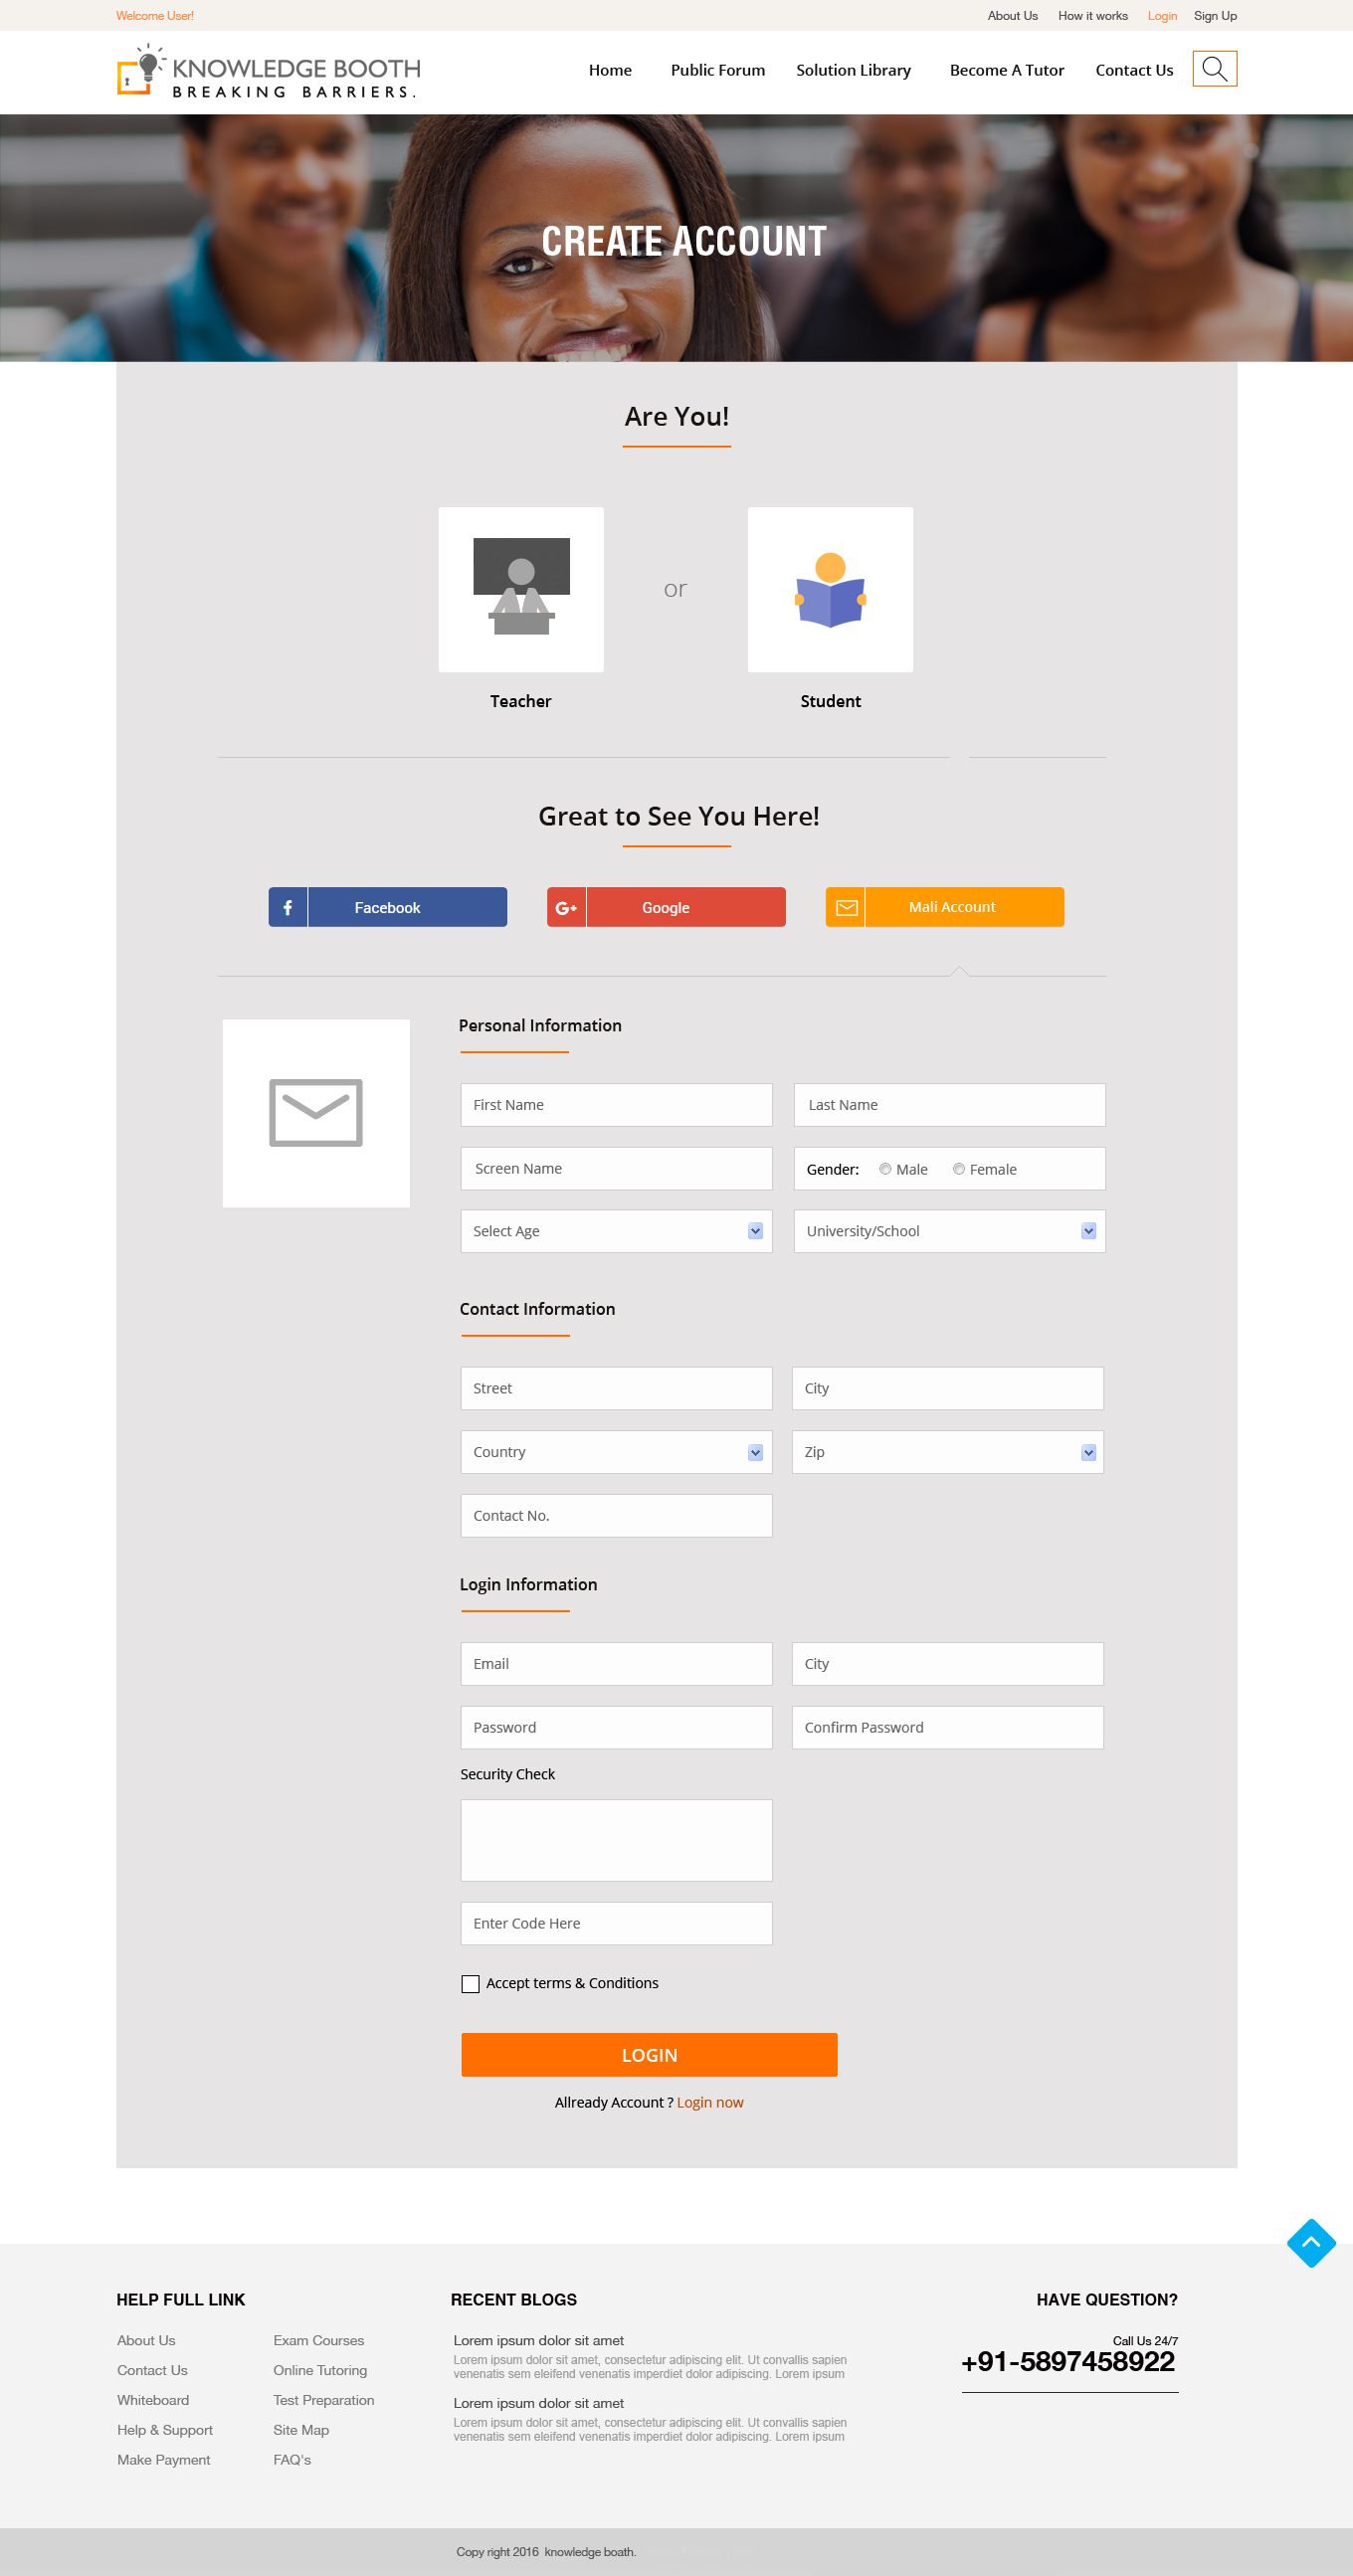 Welcome User!
About Us How it works Login Sign Up
KNOWLEDGE BOOTH
BREAKING BARRIERS.
Home Public Forum Solution Library Become A Tutor Contact Us
CREATE ACCOUNT
Are You!
or
Teacher Student
Great to See You Here!
f Facebook G+ Google Mali Account
Personal Information
First Name Last Name
Screen Name Gender: Male Female
Select Age University/School
Contact Information
Street City
Country Zip
Contact No.
Login Information
Email City
Password Confirm Password
Security Check
Enter Code Here
Accept terms & Conditions
LOGIN
Allready Account ? Login now
HELP FULL LINK
About Us Exam Courses
Contact Us Online Tutoring
Whiteboard Test Preparation
Help & Support Site Map
Make Payment FAQ's
RECENT BLOGS
Lorem ipsum dolor sit amet
Lorem ipsum dolor sit amet, consectetur adipiscing elit. Ut convallis sapien
venenatis sem eleifend venenatis imperdiet dolor adipiscing. Lorem ipsum
Lorem ipsum dolor sit amet
Lorem ipsum dolor sit amet, consectetur adipiscing elit. Ut convallis sapien
venenatis sem eleifend venenatis imperdiet dolor adipiscing. Lorem ipsum
HAVE QUESTION?
Call Us 24/7
+91-5897458922
Copy right 2016 knowledge boath.